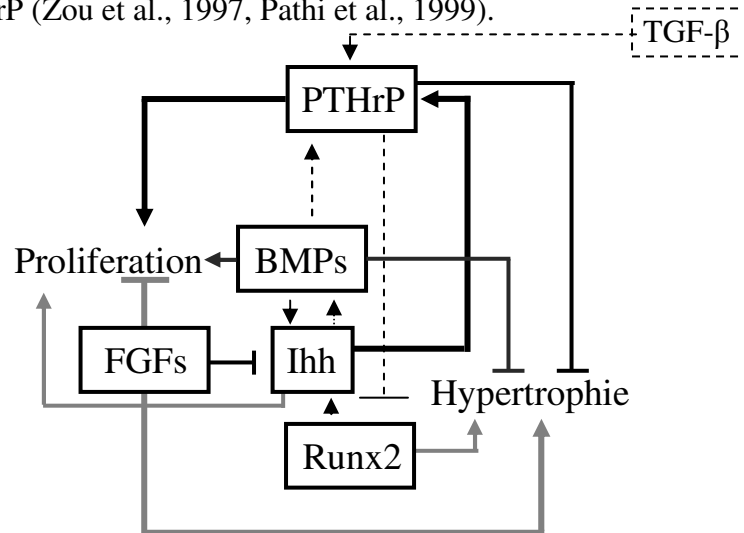 rP (Zou et al., 1997, Pathi et al., 1999).
TGF-β
PTHrP
Proliferation
BMPs
FGFs
Ihh
Hypertrophie
Runx2